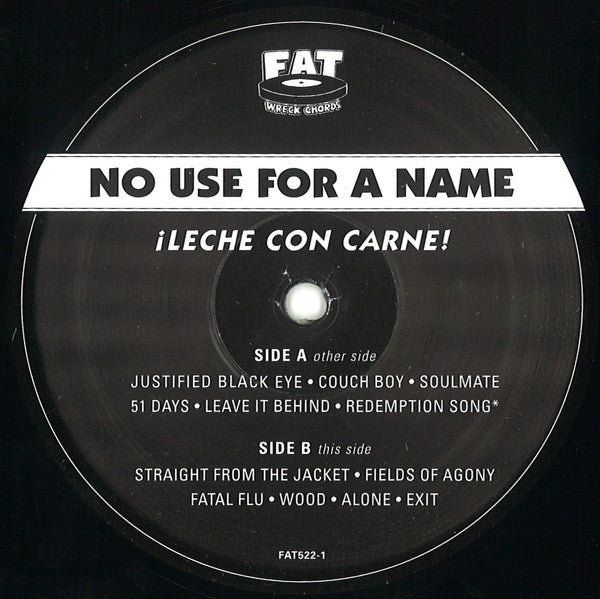 FAT
WRECK CHORDS
NO USE FOR A NAME
¡LECHE CON CARNE!
SIDE A other side
JUSTIFIED BLACK EYE • COUCH BOY • SOULMATE
51 DAYS • LEAVE IT BEHIND • REDEMPTION SONG*
SIDE B this side
STRAIGHT FROM THE JACKET • FIELDS OF AGONY
FATAL FLU • WOOD • ALONE • EXIT
FAT522-1